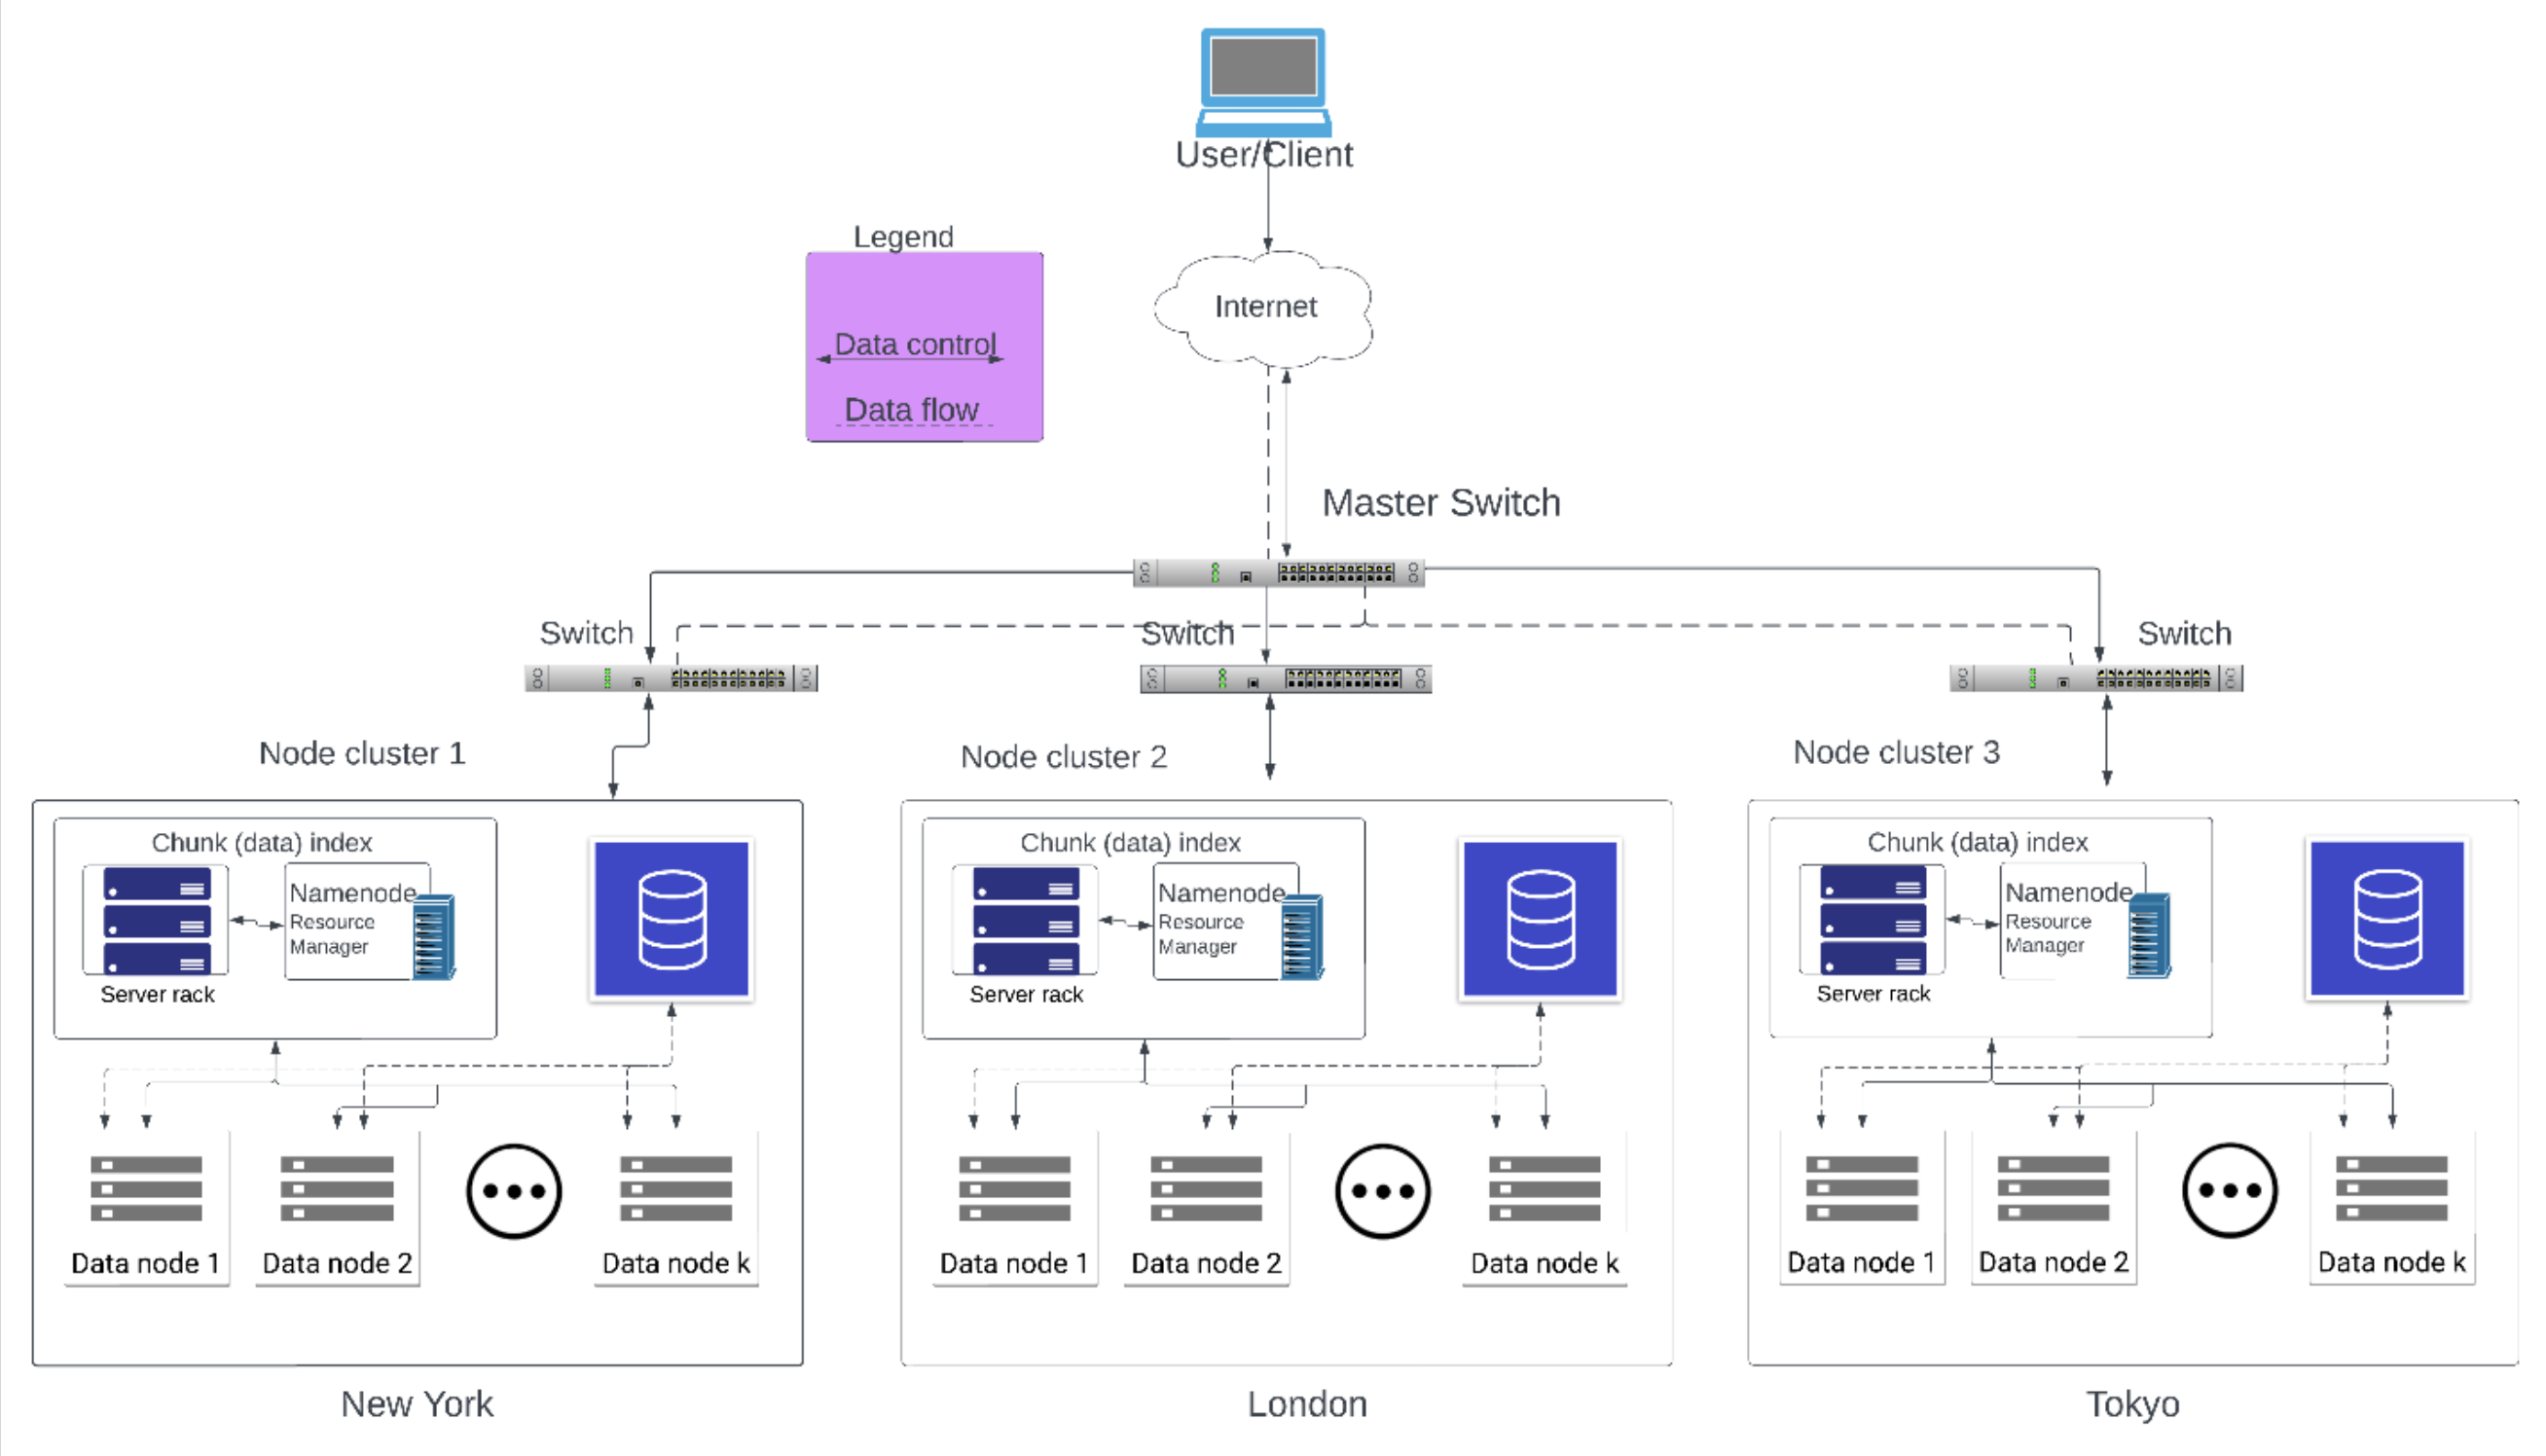 User/Client
Legend
Internet
Data control
Data flow
Master Switch
Switch
Switch
Switch
Node cluster 1
Node cluster 2
Node cluster 3
Chunk (data) index
Namenode
Resource
Manager
Server rack
Data node 1
Data node 2
Data node k
New York
Chunk (data) index
Namenode
Resource
Manager
Server rack
Data node 1
Data node 2
Data node k
London
Chunk (data) index
Namenode
Resource
Manager
Server rack
Data node 1
Data node 2
Data node k
Tokyo